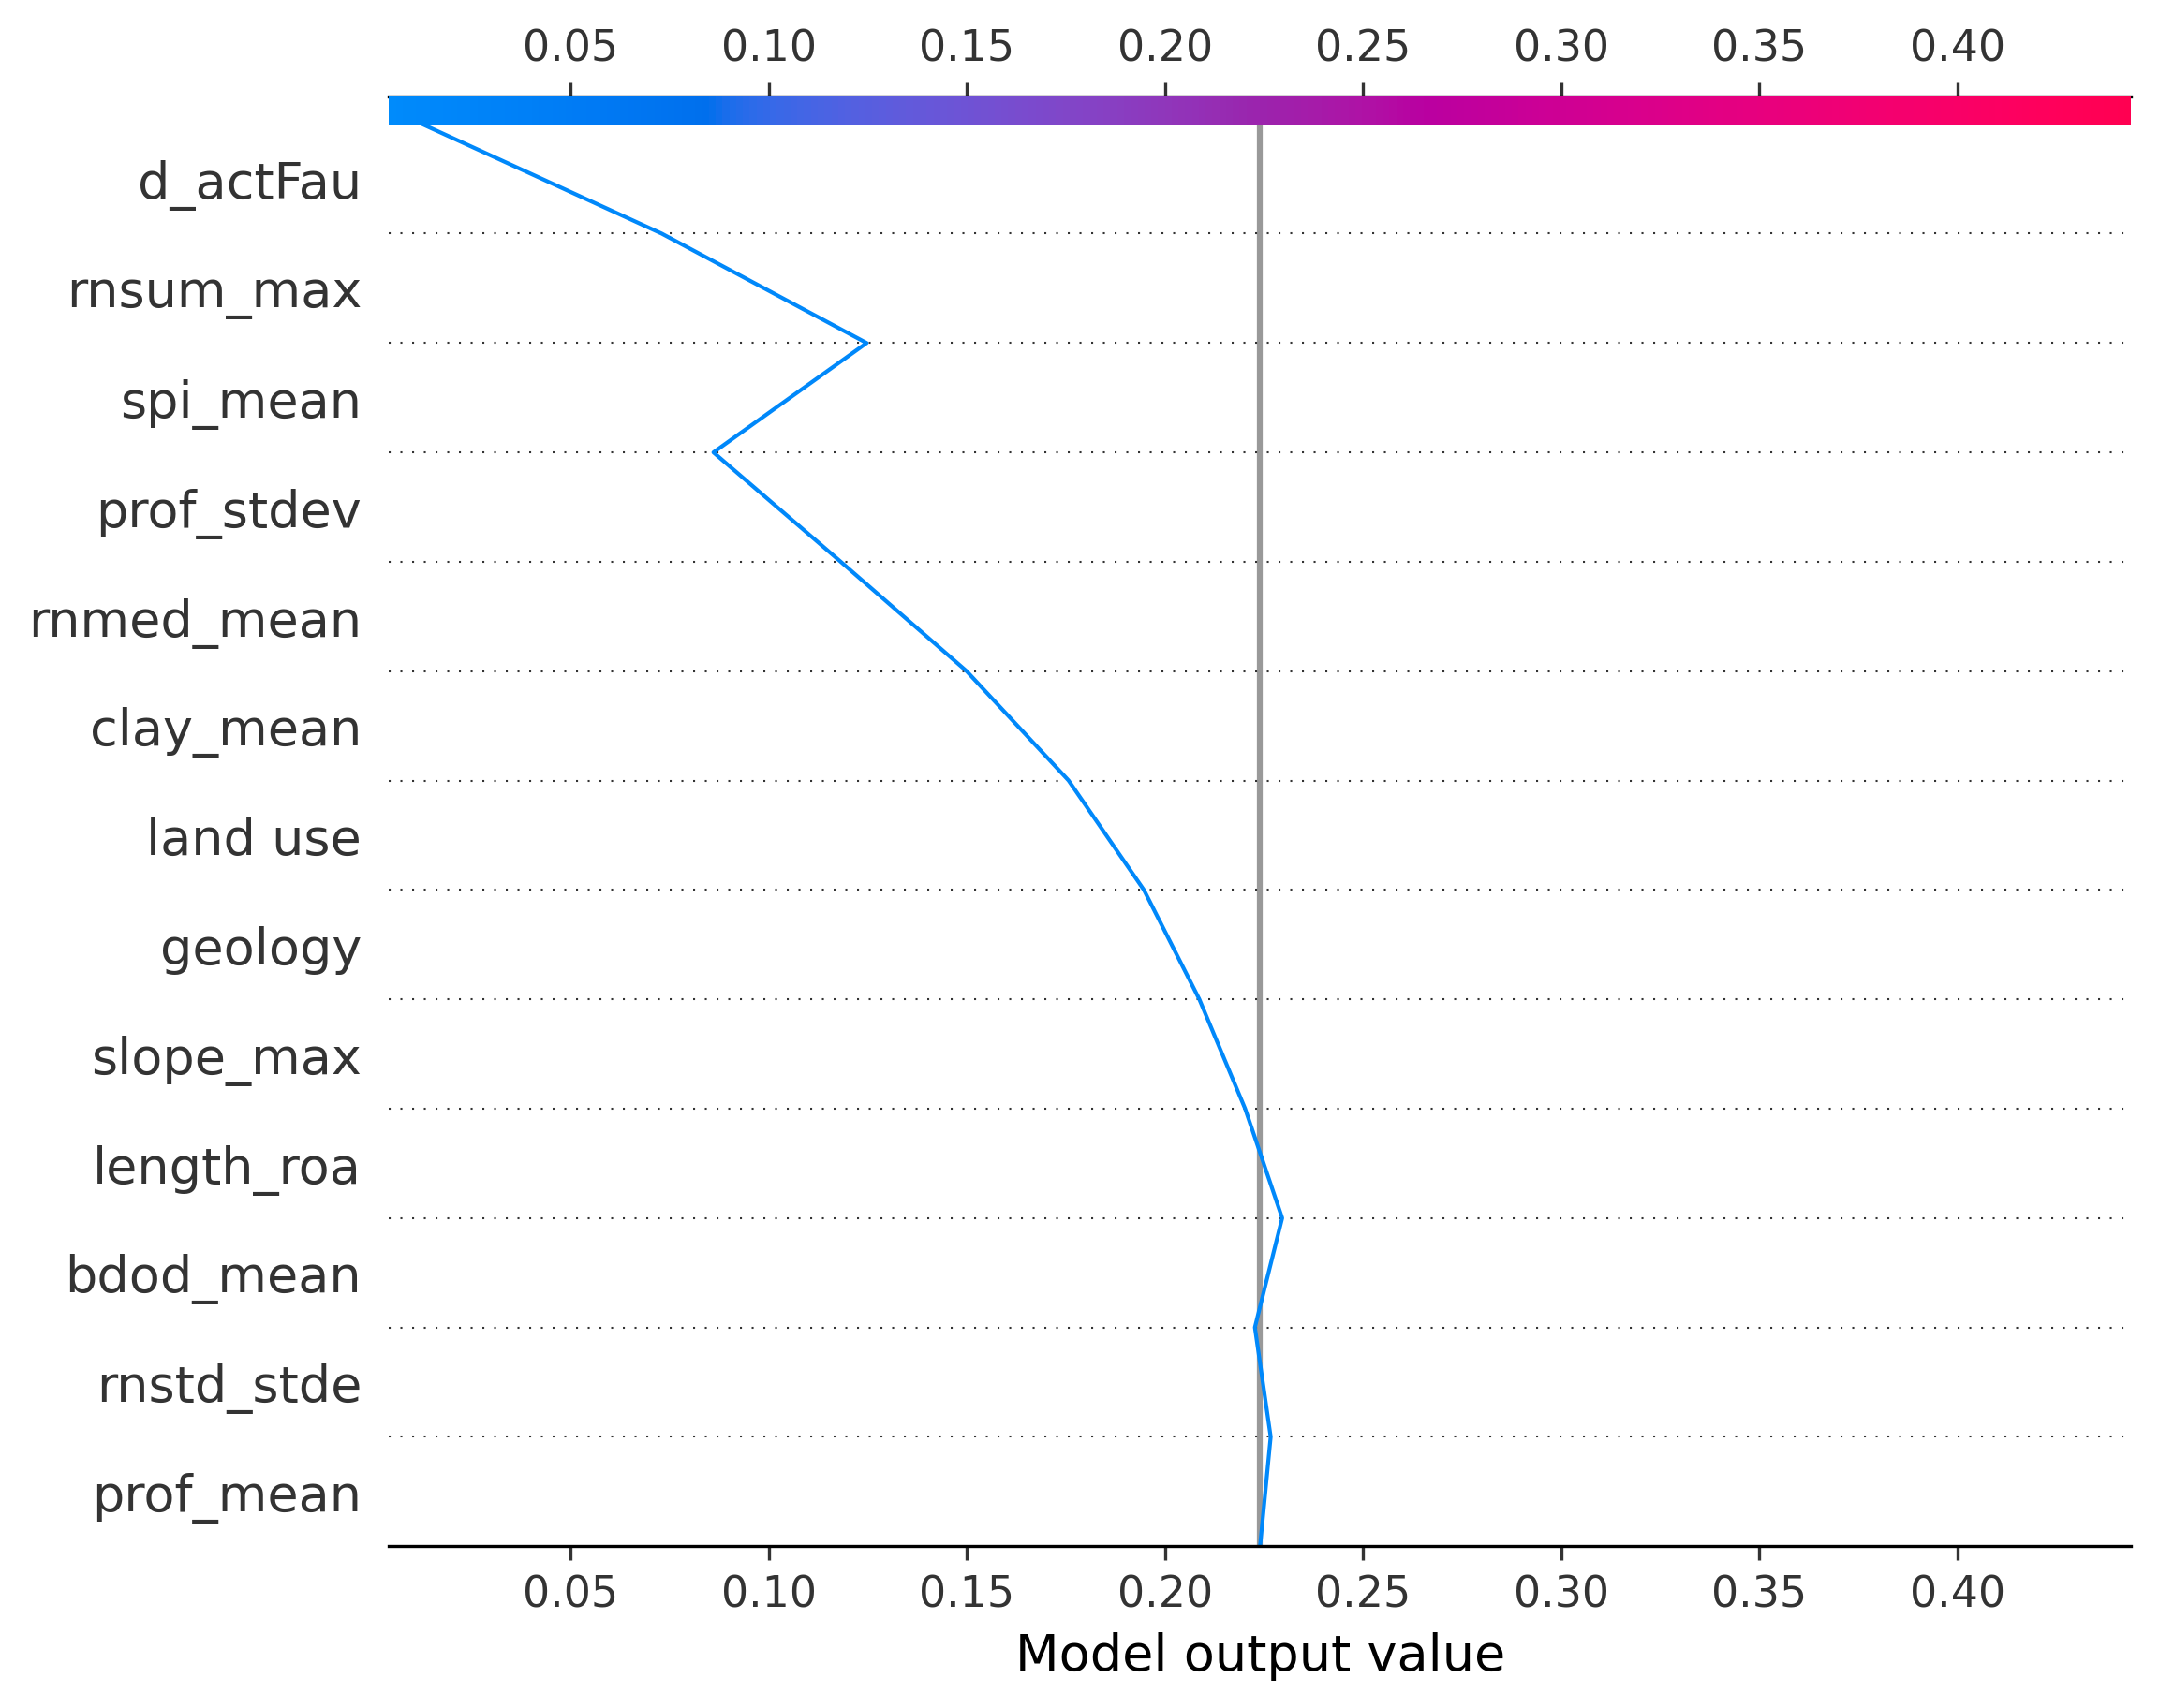 0.05 0.10 0.15 0.20 0.25 0.30 0.35 0.40
d_actFau
rnsum_max
spi_mean
prof_stdev
rnmed_mean
clay_mean
land use
geology
slope_max
length_roa
bdod_mean
rnstd_stde
prof_mean
0.05 0.10 0.15 0.20 0.25 0.30 0.35 0.40
Model output value